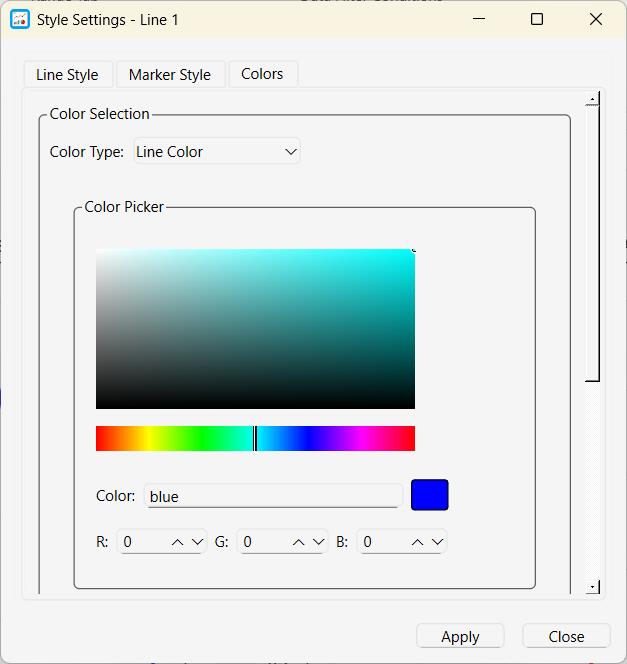 Style Settings - Line 1
Line Style Marker Style Colors
Color Selection
Color Type: Line Color
Color Picker
Color: blue
R: 0 G: 0 B: 0
Apply Close